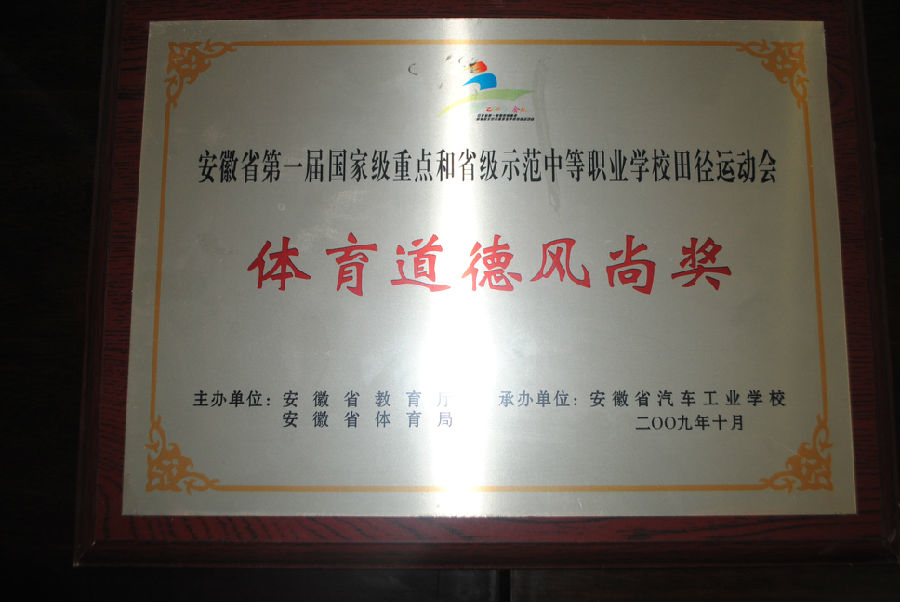 安徽省第一届国家级重点和省级示范中等职业学校田径运动会
体育道德风尚奖
主办单位：安徽省教育厅 承办单位：安徽省汽车工业学校
安徽省体育局 二OO九年十月